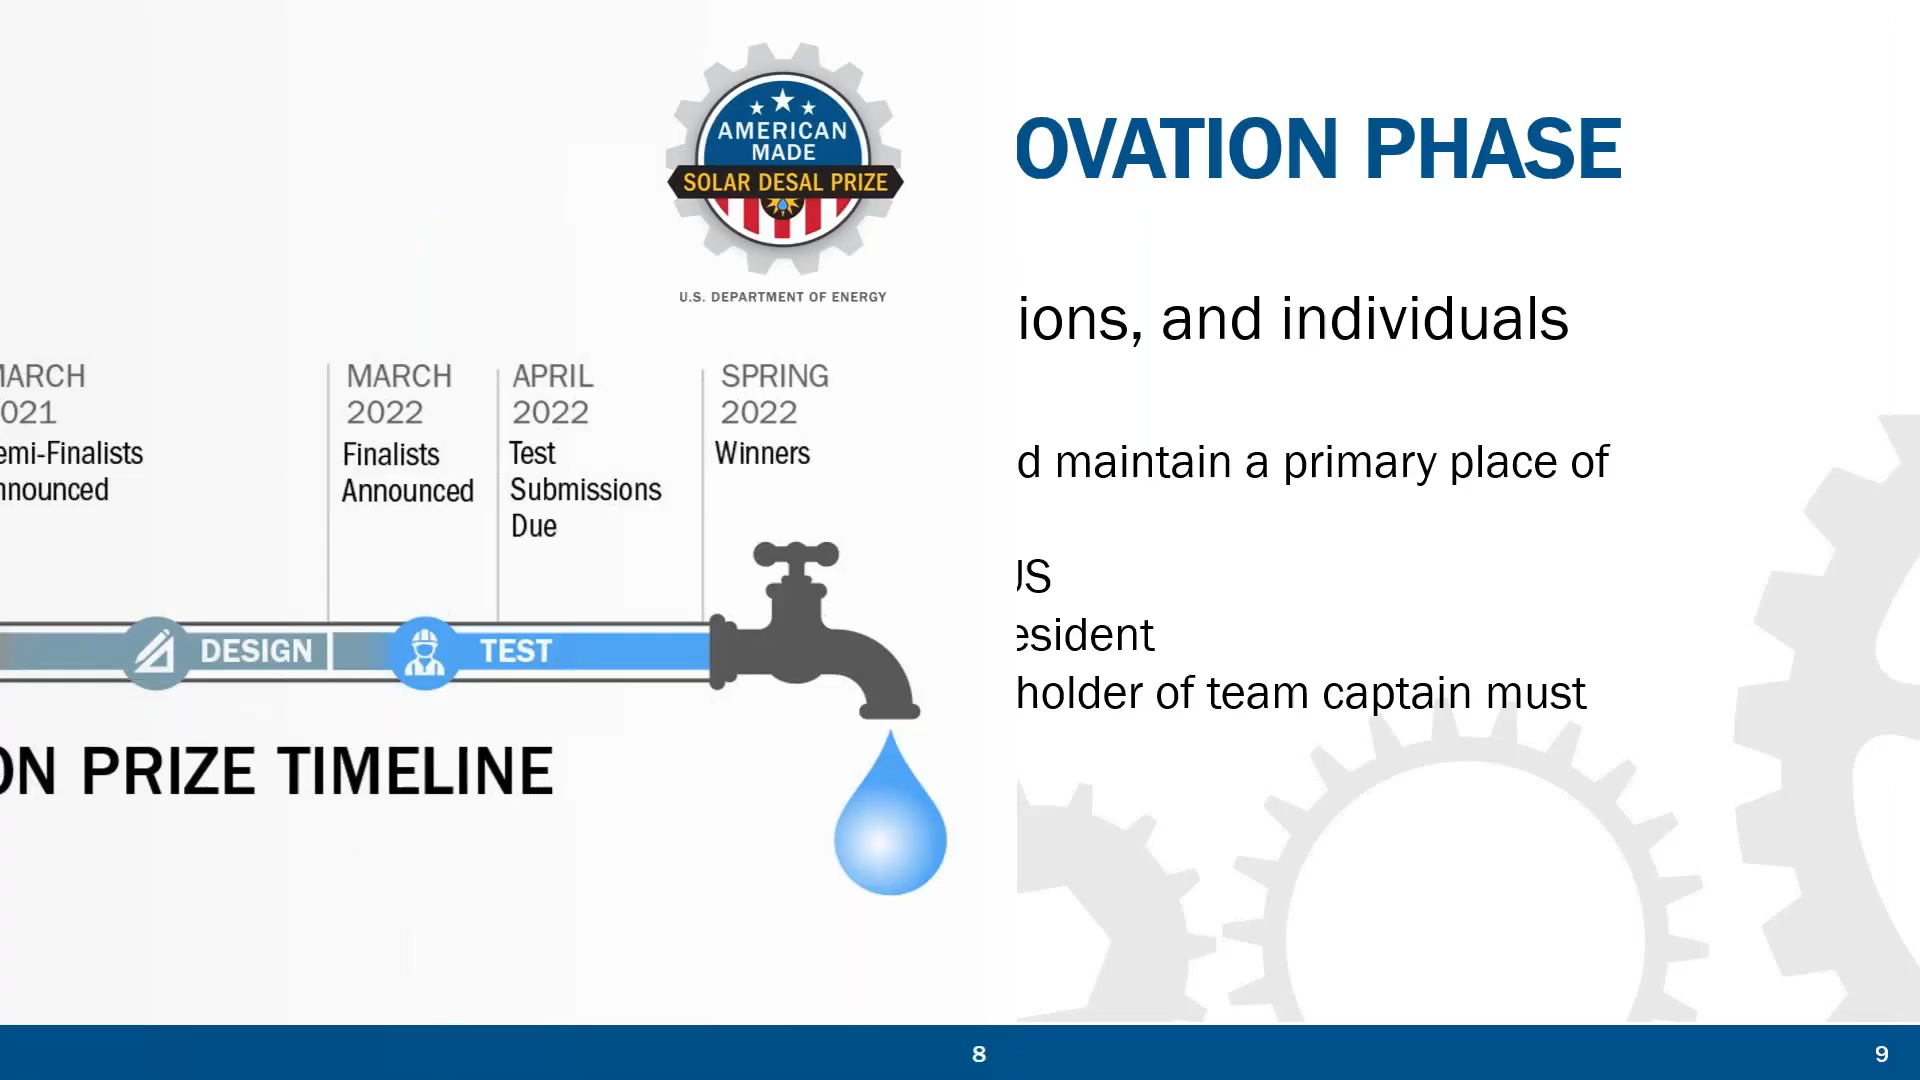 AMERICAN
MADE
SOLAR DESAL PRIZE
U.S. DEPARTMENT OF ENERGY
MARCH
2022
Finalists
Announced
APRIL
2022
Test
Submissions
Due
SPRING
2022
Winners
ARCH
021
emi-Finalists
nnounced
DESIGN
TEST
ON PRIZE TIMELINE
8
OVATION PHASE
ions, and individuals
d maintain a primary place of
US
esident
holder of team captain must
9